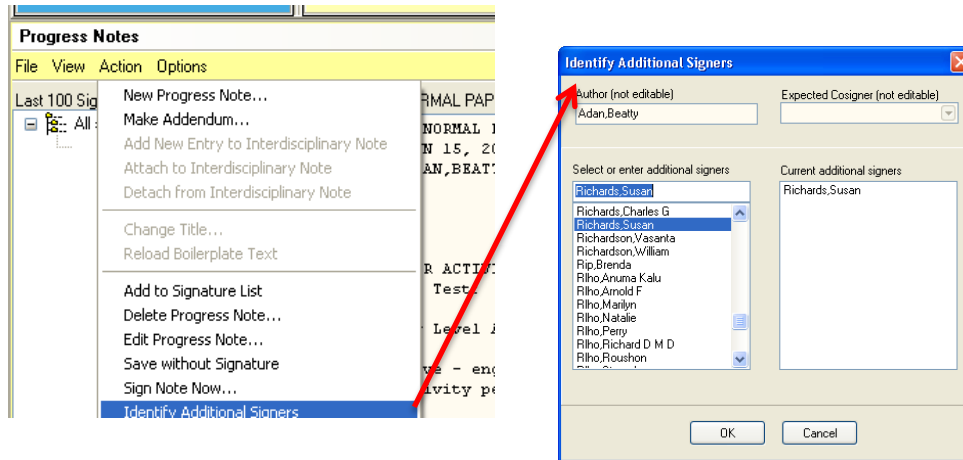 Progress Notes
File View Action Options
Last 100 Sig
All
New Progress Note...
Make Addendum...
Add New Entry to Interdisciplinary Note
Attach to Interdisciplinary Note
Detach from Interdisciplinary Note
Change Title...
Reload Boilerplate Text
Add to Signature List
Delete Progress Note...
Edit Progress Note...
Save without Signature
Sign Note Now...
Identify Additional Signers
RMAL PAP
NORMAL
N 15, 20
AN,BEAT
R ACTIV
Test
Level
ve - eng
ivity pe
Identify Additional Signers
Author (not editable)
Expected Cosigner (not editable)
Adan,Beatty
Select or enter additional signers
Current additional signers
Richards,Susan
Richards,Susan
Richards,Charles G
Richards,Susan
Richardson,Vasanta
Richardson,William
Rip,Brenda
Rlho,Anuma Kalu
Rlho,Arnold F
Rlho,Marilyn
Rlho,Natalie
Rlho,Perry
Rlho,Richard D M D
Rlho,Roushon
OK
Cancel